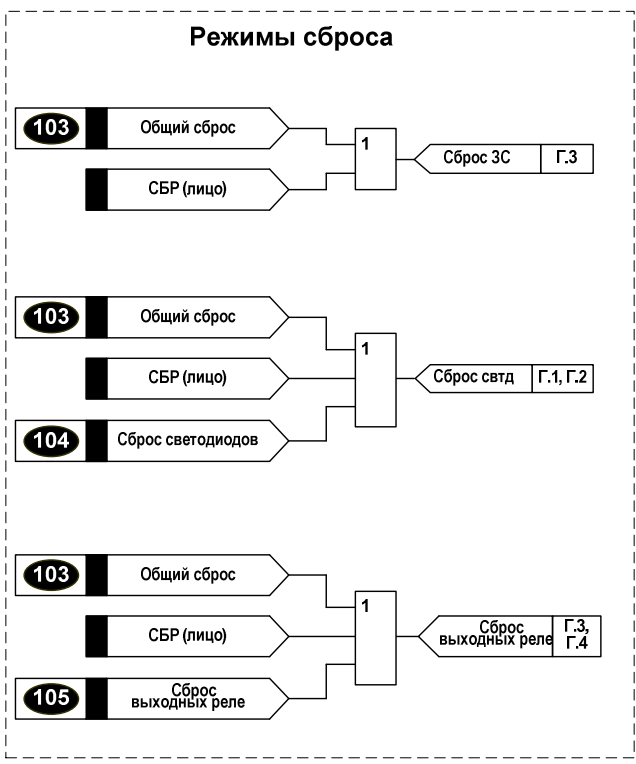 Режимы сброса
103 Общий сброс
1
СБР (лицо)
Сброс ЗС Г.3
103 Общий сброс
1
СБР (лицо)
Сброс свтд Г.1, Г.2
104 Сброс светодиодов
103 Общий сброс
1
СБР (лицо)
Сброс
выходных реле
Г.3,
Г.4
105 Сброс
выходных реле